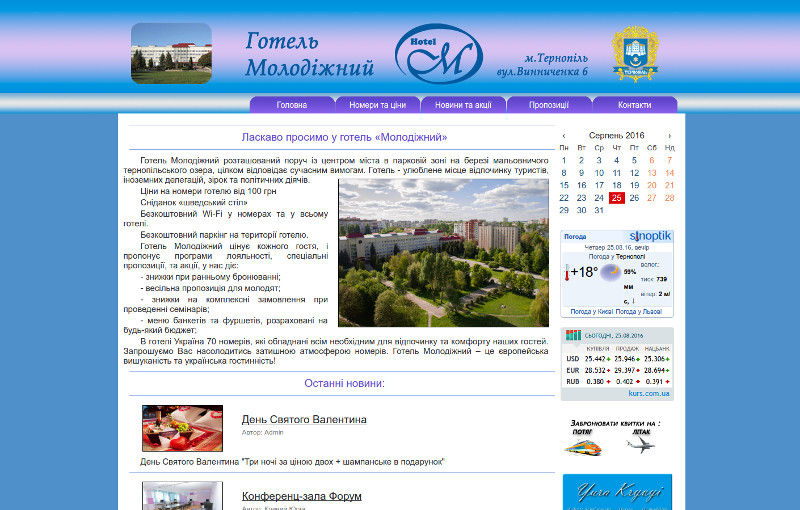 Готель
Молодіжний
Hotel
М
м.Тернопіль
вул.Винниченка 6
ТЕРНОПІЛЬ
Головна
Номери та ціни
Новини та акції
Пропозиції
Контакти
Ласкаво просимо у готель «Молодіжний»
Готель Молодіжний розташований поруч із центром міста в парковій зоні на березі мальовничого
тернопільського озера, цілком відповідає сучасним вимогам. Готель - улюблене місце відпочинку туристів,
іноземних делегацій, зірок та політичних діячів.
Ціни на номери готелю від 100 грн
Сніданок «шведський стіл»
Безкоштовний Wi-Fi у номерах та у всьому
готелі.
Безкоштовний паркінг на території готелю.
Готель Молодіжний цінує кожного гостя, і
пропонує програми лояльності, спеціальні
пропозиції, та акції, у нас діє:
- знижки при ранньому бронюванні;
- весільна пропозиція для молодят;
- знижки на комплексні замовлення при
проведенні семінарів;
- меню банкетів та фуршетів, розраховані на
будь-який бюджет;
В готелі Україна 70 номерів, які обладнані всім необхідним для відпочинку та комфорту наших гостей.
Запрошуємо Вас насолодитись затишною атмосферою номерів. Готель Молодіжний – це європейська
вишуканість та українська гостинність!
Останні новини:
День Святого Валентина
Автор: Admin
День Святого Валентина "Три ночі за ціною двох + шампанське в подарунок"
Конференц-зала Форум
Автор: Кривий Юрій
‹ Серпень 2016 ›
Пн Вт Ср Чт Пт Сб Нд
1 2 3 4 5 6 7
8 9 10 11 12 13 14
15 16 17 18 19 20 21
22 23 24 25 26 27 28
29 30 31
Погода sinoptik
Четвер 25.08.16, вечір
Погода у Тернополі
+18°
59%
мм
с, ↓
волог.:
тиск: 739
вітер: 2 м/
Погода у Києві Погода у Львові
СЬОГОДНІ, 25.08.2016
КУПІВЛЯ ПРОДАЖ НАЦБАНК
USD 25.442 25.946 25.306
EUR 28.532 29.397 28.694
RUB 0.380 0.402 0.391
kurs.com.ua
Забронювати квитки на :
ПОТЯГ ЛІТАК